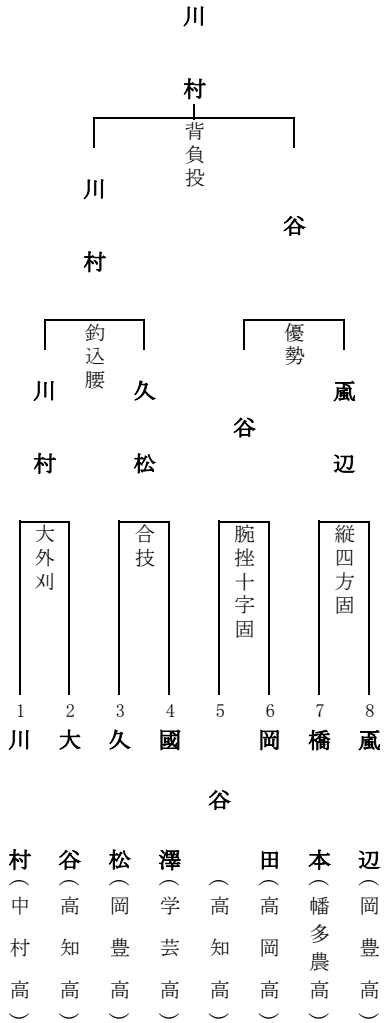 川村
背負投
川村
谷
釣込腰
優勢
川村
久松
谷
颪辺
大外刈
合技
腕挫十字固
縦四方固
1 2 3 4 5 6 7 8
川村（中村高）
大谷（高知高）
久松（岡豊高）
國澤（学芸高）
谷（高知高）
岡田（高岡高）
橋本（幡多農高）
颪辺（岡豊高）